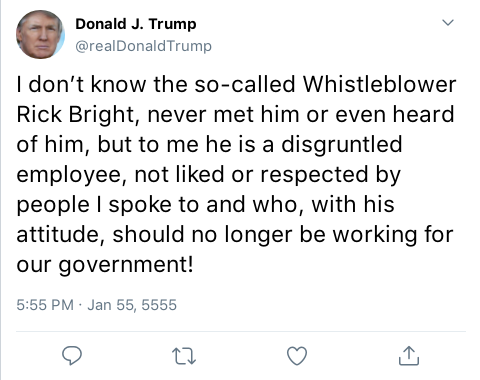 Donald J. Trump
@realDonaldTrump
I don’t know the so-called Whistleblower
Rick Bright, never met him or even heard
of him, but to me he is a disgruntled
employee, not liked or respected by
people I spoke to and who, with his
attitude, should no longer be working for
our government!
5:55 PM · Jan 55, 5555